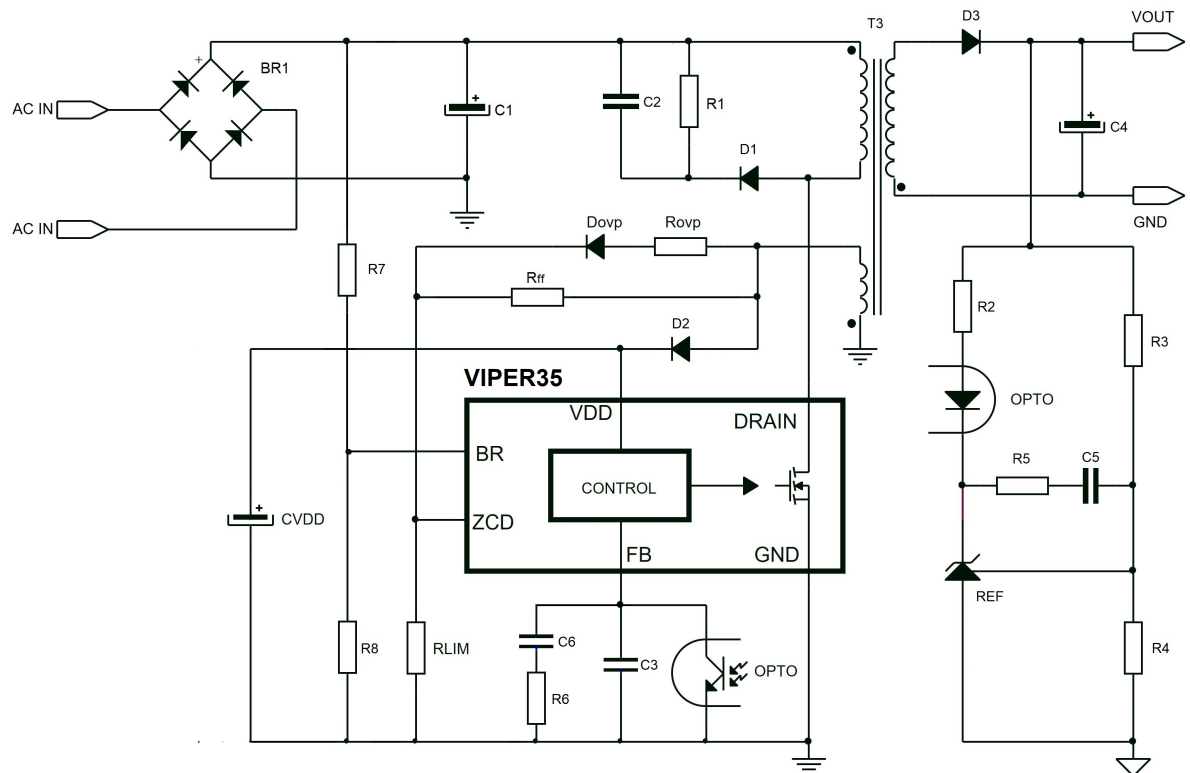 D3
VOUT
T3
+
BR1
AC IN
+
C1
C2
R1
+
C4
D1
AC IN
GND
Dovp
Rovp
R7
Rff
R2
D2
R3
VIPER35
OPTO
VDD
DRAIN
BR
R5
C5
CONTROL
+
CVDD
ZCD
FB
GND
REF
R8
RLIM
C6
C3
OPTO
R4
R6